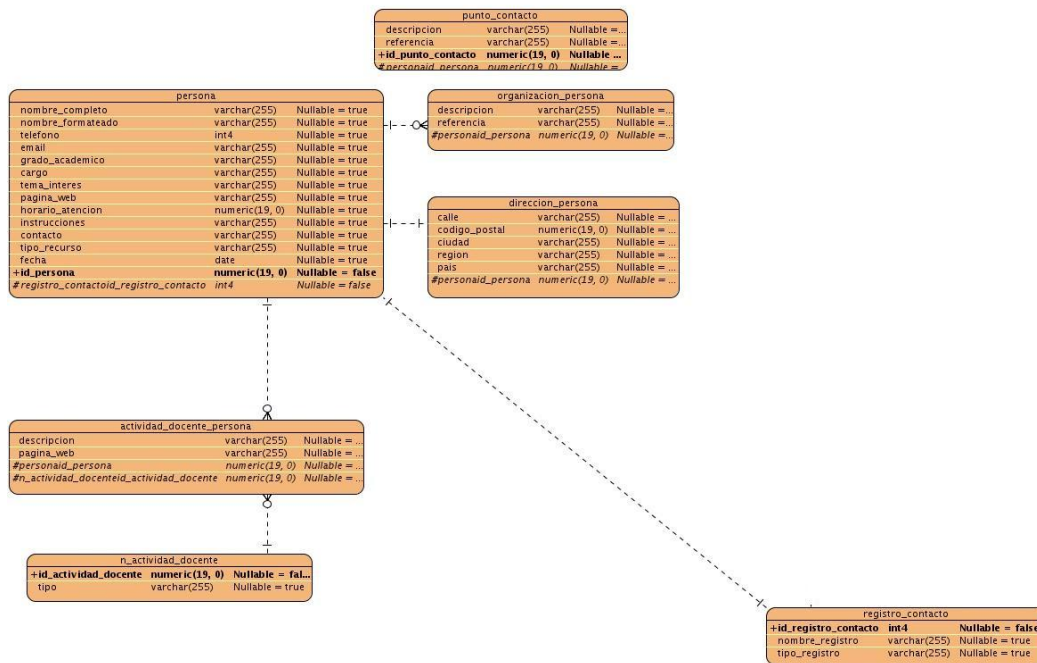 punto_contacto
descripcion varchar(255) Nullable =...
referencia varchar(255) Nullable =...
+id_punto_contacto numeric(19, 0) Nullable ...
#personaid_persona numeric(19, 0) Nullable =...
persona
nombre_completo varchar(255) Nullable = true
nombre_formateado varchar(255) Nullable = true
telefono int4 Nullable = true
email varchar(255) Nullable = true
grado_academico varchar(255) Nullable = true
cargo varchar(255) Nullable = true
tema_interes varchar(255) Nullable = true
pagina_web varchar(255) Nullable = true
horario_atencion numeric(19, 0) Nullable = true
instrucciones varchar(255) Nullable = true
contacto varchar(255) Nullable = true
tipo_recurso varchar(255) Nullable = true
fecha date Nullable = true
+id_persona numeric(19, 0) Nullable = false
#registro_contactoid_registro_contacto int4 Nullable = false
organizacion_persona
descripcion varchar(255) Nullable =...
referencia varchar(255) Nullable =...
#personaid_persona numeric(19, 0) Nullable =...
direccion_persona
calle varchar(255) Nullable = ...
codigo_postal numeric(19, 0) Nullable = ...
ciudad varchar(255) Nullable = ...
region varchar(255) Nullable = ...
pais varchar(255) Nullable = ...
#personaid_persona numeric(19, 0) Nullable = ...
actividad_docente_persona
descripcion varchar(255) Nullable = ...
pagina_web varchar(255) Nullable = ...
#personaid_persona numeric(19, 0) Nullable = ...
#n_actividad_docenteid_actividad_docente numeric(19, 0) Nullable = ...
n_actividad_docente
+id_actividad_docente numeric(19, 0) Nullable = fal...
tipo varchar(255) Nullable = true
registro_contacto
+id_registro_contacto int4 Nullable = false
nombre_registro varchar(255) Nullable = true
tipo_registro varchar(255) Nullable = true